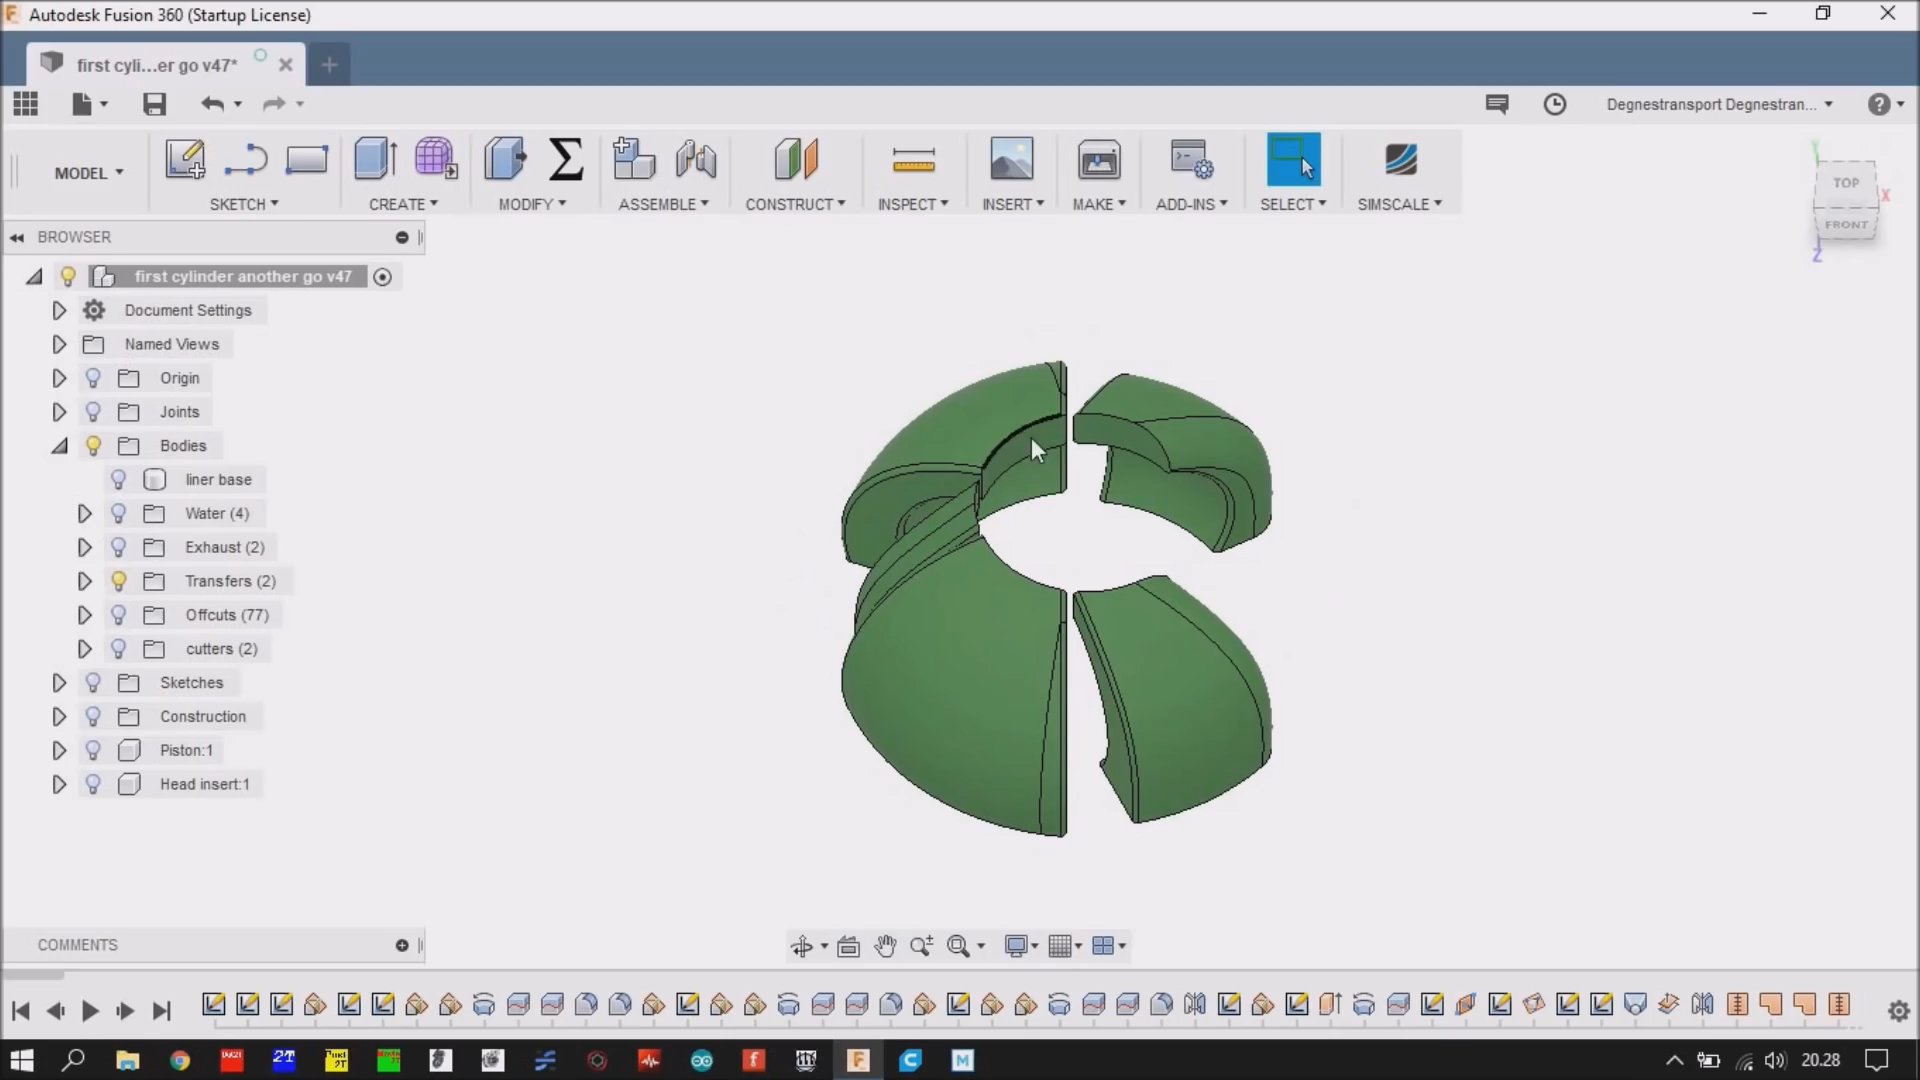 Autodesk Fusion 360 (Startup License)
first cyli...er go v47*
Degnestransport Degnestran...
MODEL
SKETCH
CREATE
MODIFY
ASSEMBLE
CONSTRUCT
INSPECT
INSERT
MAKE
ADD-INS
SELECT
SIMSCALE
TOP
FRONT
X
Y
Z
BROWSER
first cylinder another go v47
Document Settings
Named Views
Origin
Joints
Bodies
liner base
Water (4)
Exhaust (2)
Transfers (2)
Offcuts (77)
cutters (2)
Sketches
Construction
Piston:1
Head insert:1
COMMENTS
2T
20.28